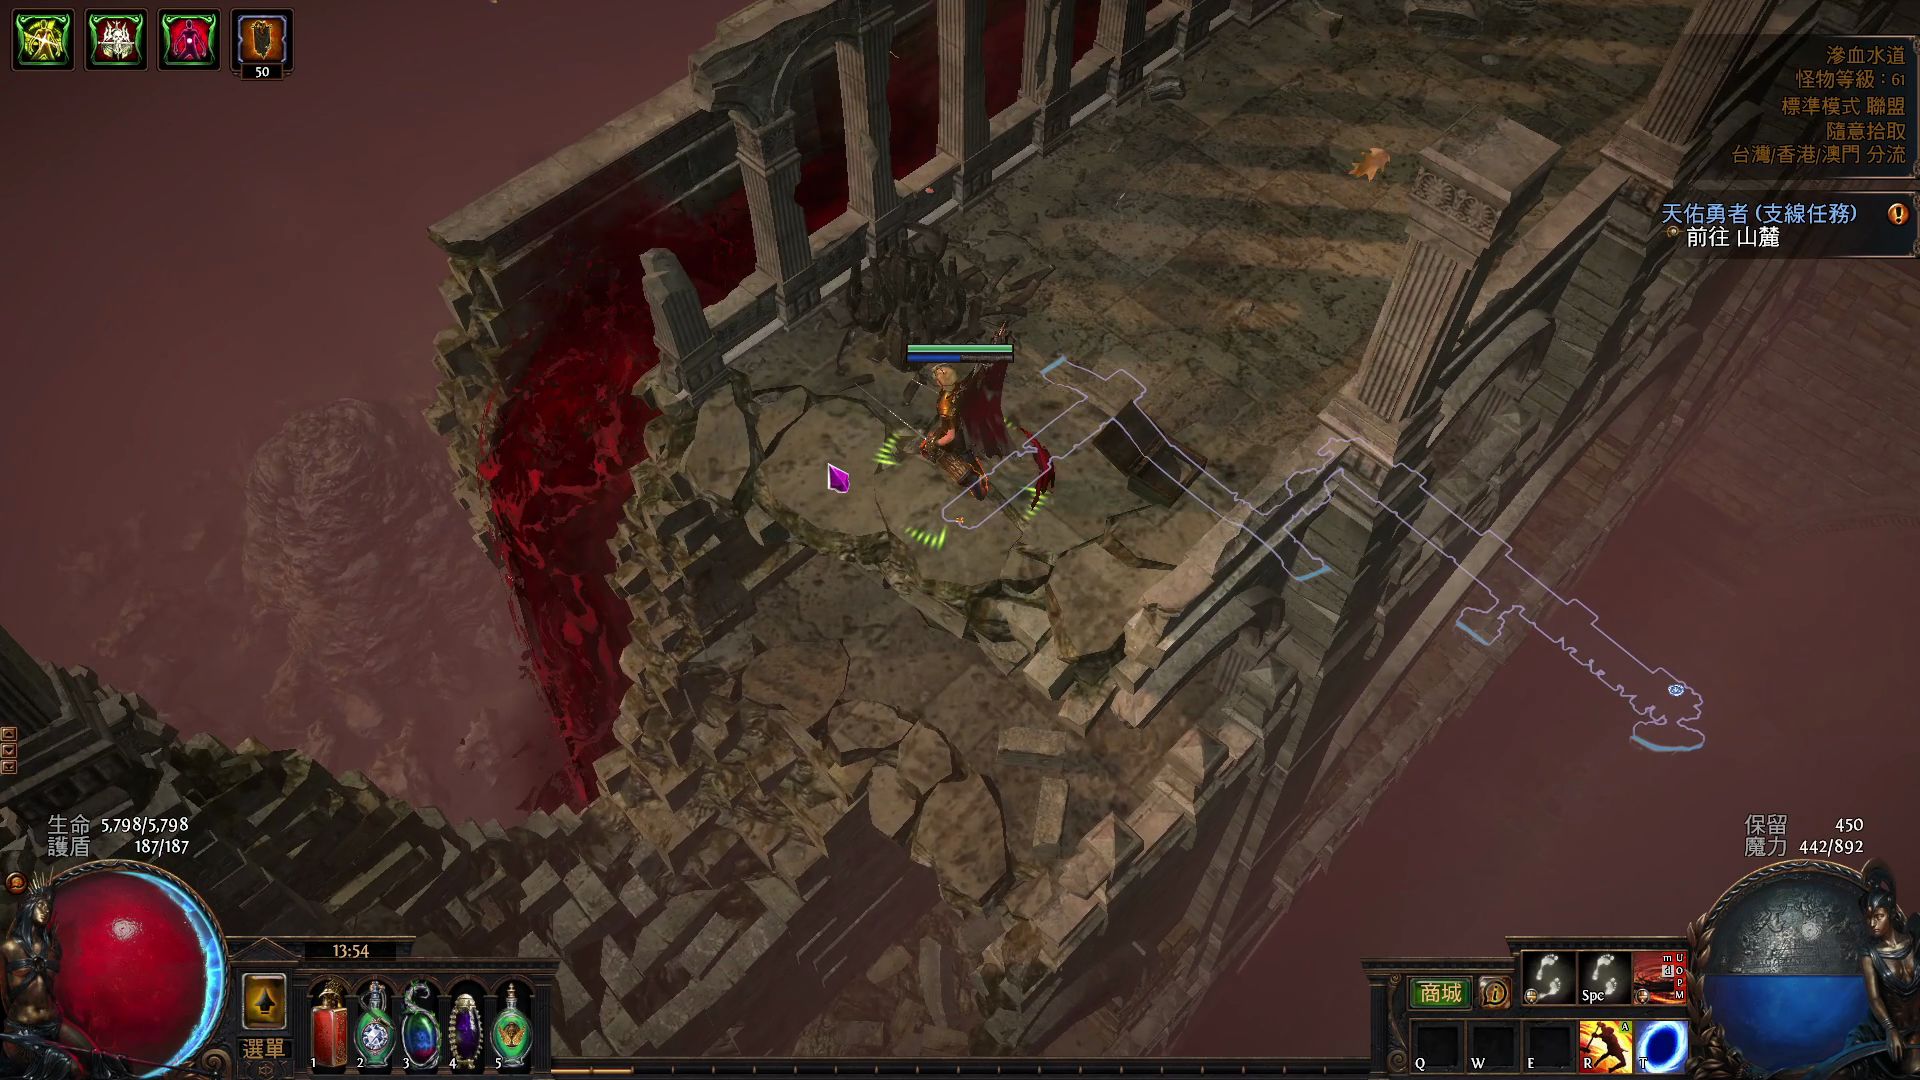 50
滲血水道
怪物等級：61
標準模式 聯盟
隨意拾取
台灣/香港/澳門 分流
天佑勇者 (支線任務)
前往 山麓
生命 5,798/5,798
護盾 187/187
保留 450
魔力 442/892
13:54
選單
1 2 3 4 5
商城
Spc
m U
d O
P
M
Q W E R T
A